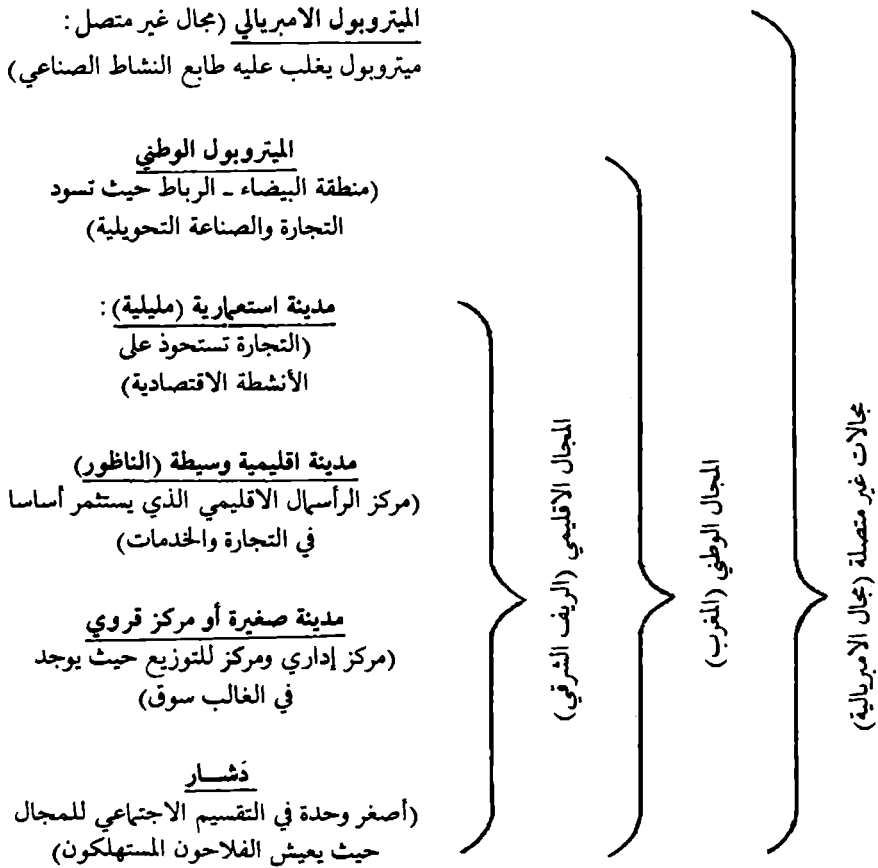 الميتروبول الامبريالي (مجال غير متصل :
ميتروبول يغلب عليه طابع النشاط الصناعي)
الميتروبول الوطني
(منطقة البيضاء ـ الرباط حيث تسود
التجارة والصناعة التحويلية)
مدينة استعمارية (مليلية) :
(التجارة تستحوذ على
الأنشطة الاقتصادية)
مدينة اقليمية وسيطة (الناظور)
(مركز الرأسمال الاقليمي الذي يستثمر أساسا
في التجارة والخدمات)
مدينة صغيرة أو مركز قروي
(مركز إداري ومركز للتوزيع حيث يوجد
في الغالب سوق)
دَشـــار
(أصغر وحدة في التقسيم الاجتماعي للمجال
حيث يعيش الفلاحون المستهلكون)
المجال الاقليمي (الريف الشرقي)
المجال الوطني (المغرب)
مجالات غير متصلة (مجال الامبريالية)